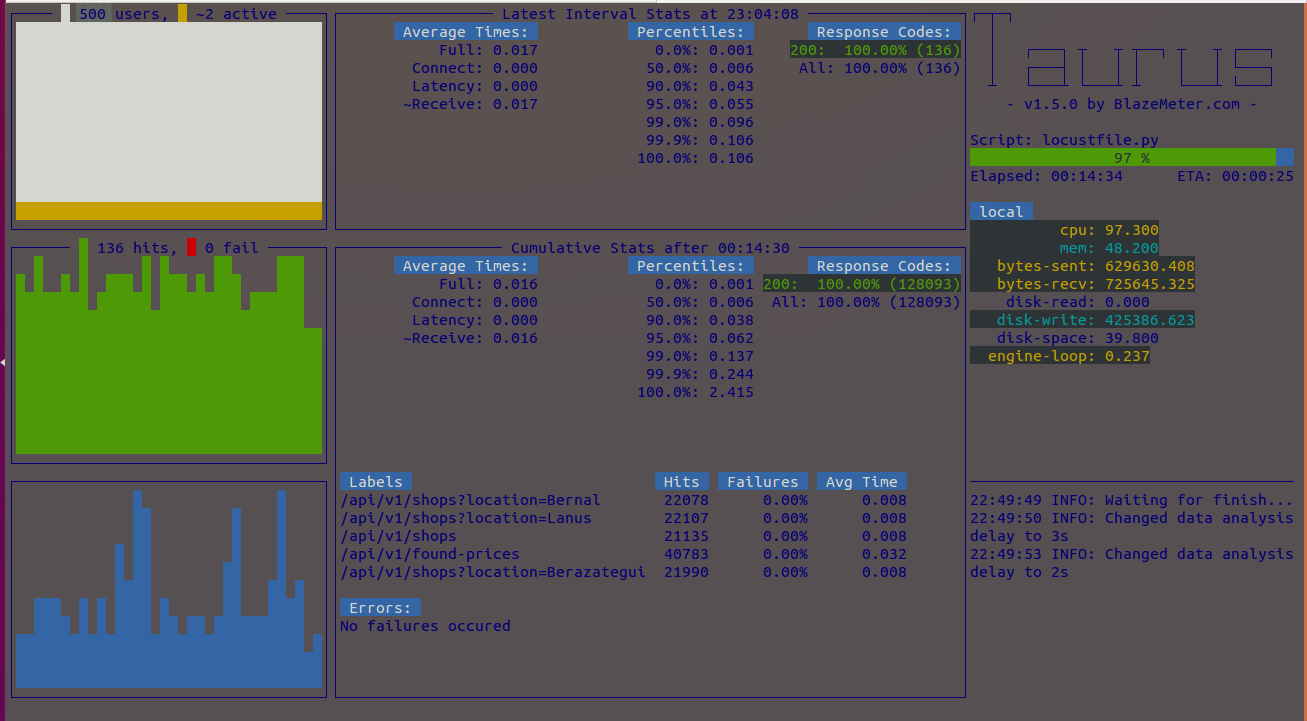 500 users, ~2 active
136 hits, 0 fail
Latest Interval Stats at 23:04:08
Average Times: Percentiles: Response Codes:
Full: 0.017 0.0%: 0.001 200: 100.00% (136)
Connect: 0.000 50.0%: 0.006 All: 100.00% (136)
Latency: 0.000 90.0%: 0.043
~Receive: 0.017 95.0%: 0.055
99.0%: 0.096
99.9%: 0.106
100.0%: 0.106
Cumulative Stats after 00:14:30
Average Times: Percentiles: Response Codes:
Full: 0.016 0.0%: 0.001 200: 100.00% (128093)
Connect: 0.000 50.0%: 0.006 All: 100.00% (128093)
Latency: 0.000 90.0%: 0.038
~Receive: 0.016 95.0%: 0.062
99.0%: 0.137
99.9%: 0.244
100.0%: 2.415
Labels Hits Failures Avg Time
/api/v1/shops?location=Bernal 22078 0.00% 0.008
/api/v1/shops?location=Lanus 22107 0.00% 0.008
/api/v1/shops 21135 0.00% 0.008
/api/v1/found-prices 40783 0.00% 0.032
/api/v1/shops?location=Berazategui 21990 0.00% 0.008
Errors:
No failures occured
Taurus
- v1.5.0 by BlazeMeter.com -
Script: locustfile.py
97 %
Elapsed: 00:14:34 ETA: 00:00:25
local
cpu: 97.300
mem: 48.200
bytes-sent: 629630.408
bytes-recv: 725645.325
disk-read: 0.000
disk-write: 425386.623
disk-space: 39.800
engine-loop: 0.237
22:49:49 INFO: Waiting for finish...
22:49:50 INFO: Changed data analysis
delay to 3s
22:49:53 INFO: Changed data analysis
delay to 2s